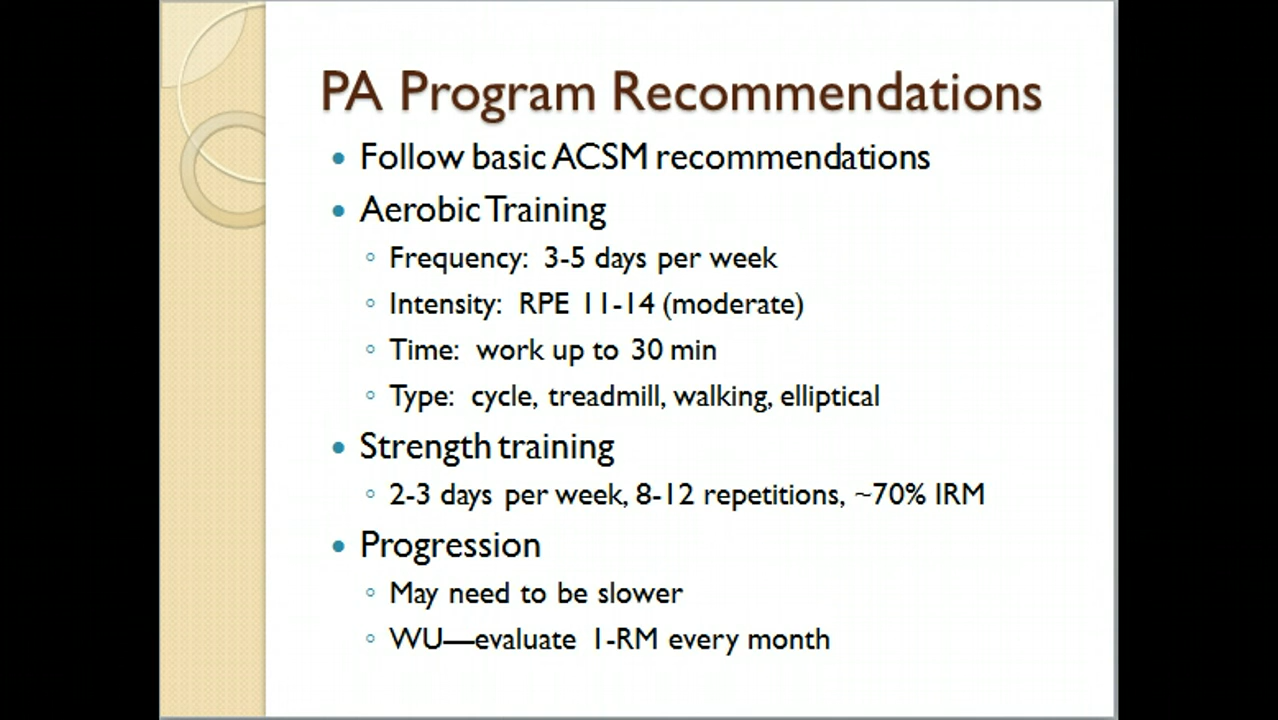 PA Program Recommendations
Follow basic ACSM recommendations
Aerobic Training
Frequency: 3-5 days per week
Intensity: RPE 11-14 (moderate)
Time: work up to 30 min
Type: cycle, treadmill, walking, elliptical
Strength training
2-3 days per week, 8-12 repetitions, ~70% IRM
Progression
May need to be slower
WU—evaluate 1-RM every month